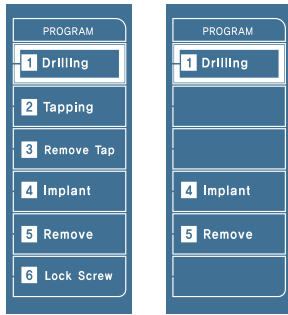 PROGRAM
1 Drilling
2 Tapping
3 Remove Tap
4 Implant
5 Remove
6 Lock Screw
PROGRAM
1 Drilling
4 Implant
5 Remove